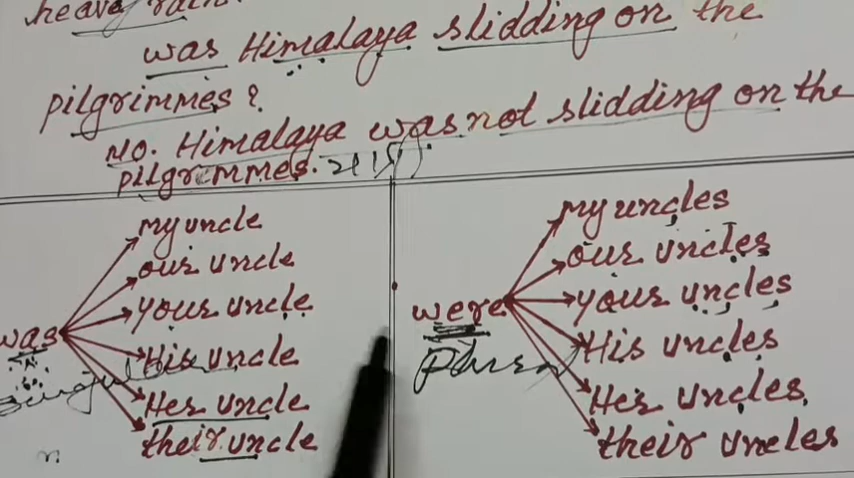 heavy rain.
was Himalaya slidding on the
pilgrimmes?
No. Himalaya was not slidding on the
pilgrimmes.
was
my uncle
our uncle
your uncle
His uncle
Her uncle
their uncle
were
my uncles
our uncles
your uncles
His uncles
Her uncles
their uncles